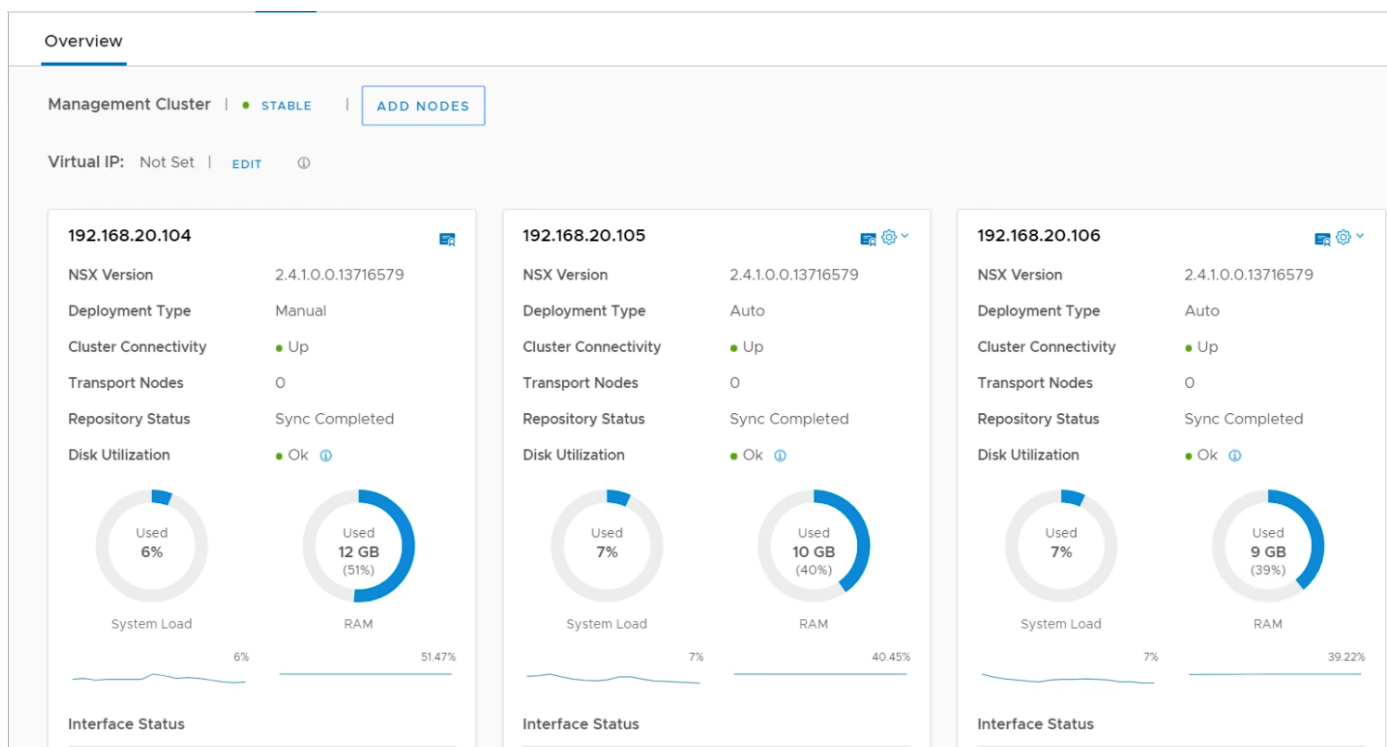 Overview
Management Cluster | STABLE | ADD NODES
Virtual IP: Not Set | EDIT
192.168.20.104
NSX Version 2.4.1.0.0.13716579
Deployment Type Manual
Cluster Connectivity Up
Transport Nodes 0
Repository Status Sync Completed
Disk Utilization Ok
Used
6%
System Load
Used
12 GB
(51%)
RAM
6%
51.47%
Interface Status
192.168.20.105
NSX Version 2.4.1.0.0.13716579
Deployment Type Auto
Cluster Connectivity Up
Transport Nodes 0
Repository Status Sync Completed
Disk Utilization Ok
Used
7%
System Load
Used
10 GB
(40%)
RAM
7%
40.45%
Interface Status
192.168.20.106
NSX Version 2.4.1.0.0.13716579
Deployment Type Auto
Cluster Connectivity Up
Transport Nodes 0
Repository Status Sync Completed
Disk Utilization Ok
Used
7%
System Load
Used
9 GB
(39%)
RAM
7%
39.22%
Interface Status